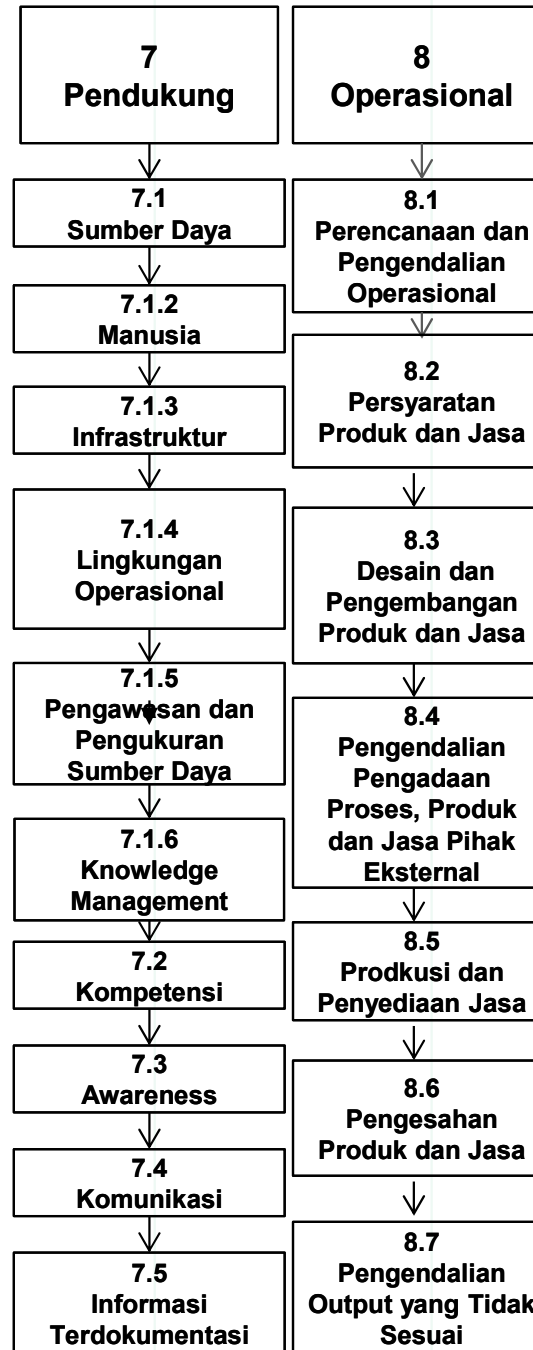 7
Pendukung
7.1
Sumber Daya
7.1.2
Manusia
7.1.3
Infrastruktur
7.1.4
Lingkungan
Operasional
7.1.5
Pengawasan dan
Pengukuran
Sumber Daya
7.1.6
Knowledge
Management
7.2
Kompetensi
7.3
Awareness
7.4
Komunikasi
7.5
Informasi
Terdokumentasi
8
Operasional
8.1
Perencanaan dan
Pengendalian
Operasional
8.2
Persyaratan
Produk dan Jasa
8.3
Desain dan
Pengembangan
Produk dan Jasa
8.4
Pengendalian
Pengadaan
Proses, Produk
dan Jasa Pihak
Eksternal
8.5
Prodkusi dan
Penyediaan Jasa
8.6
Pengesahan
Produk dan Jasa
8.7
Pengendalian
Output yang Tidak
Sesuai